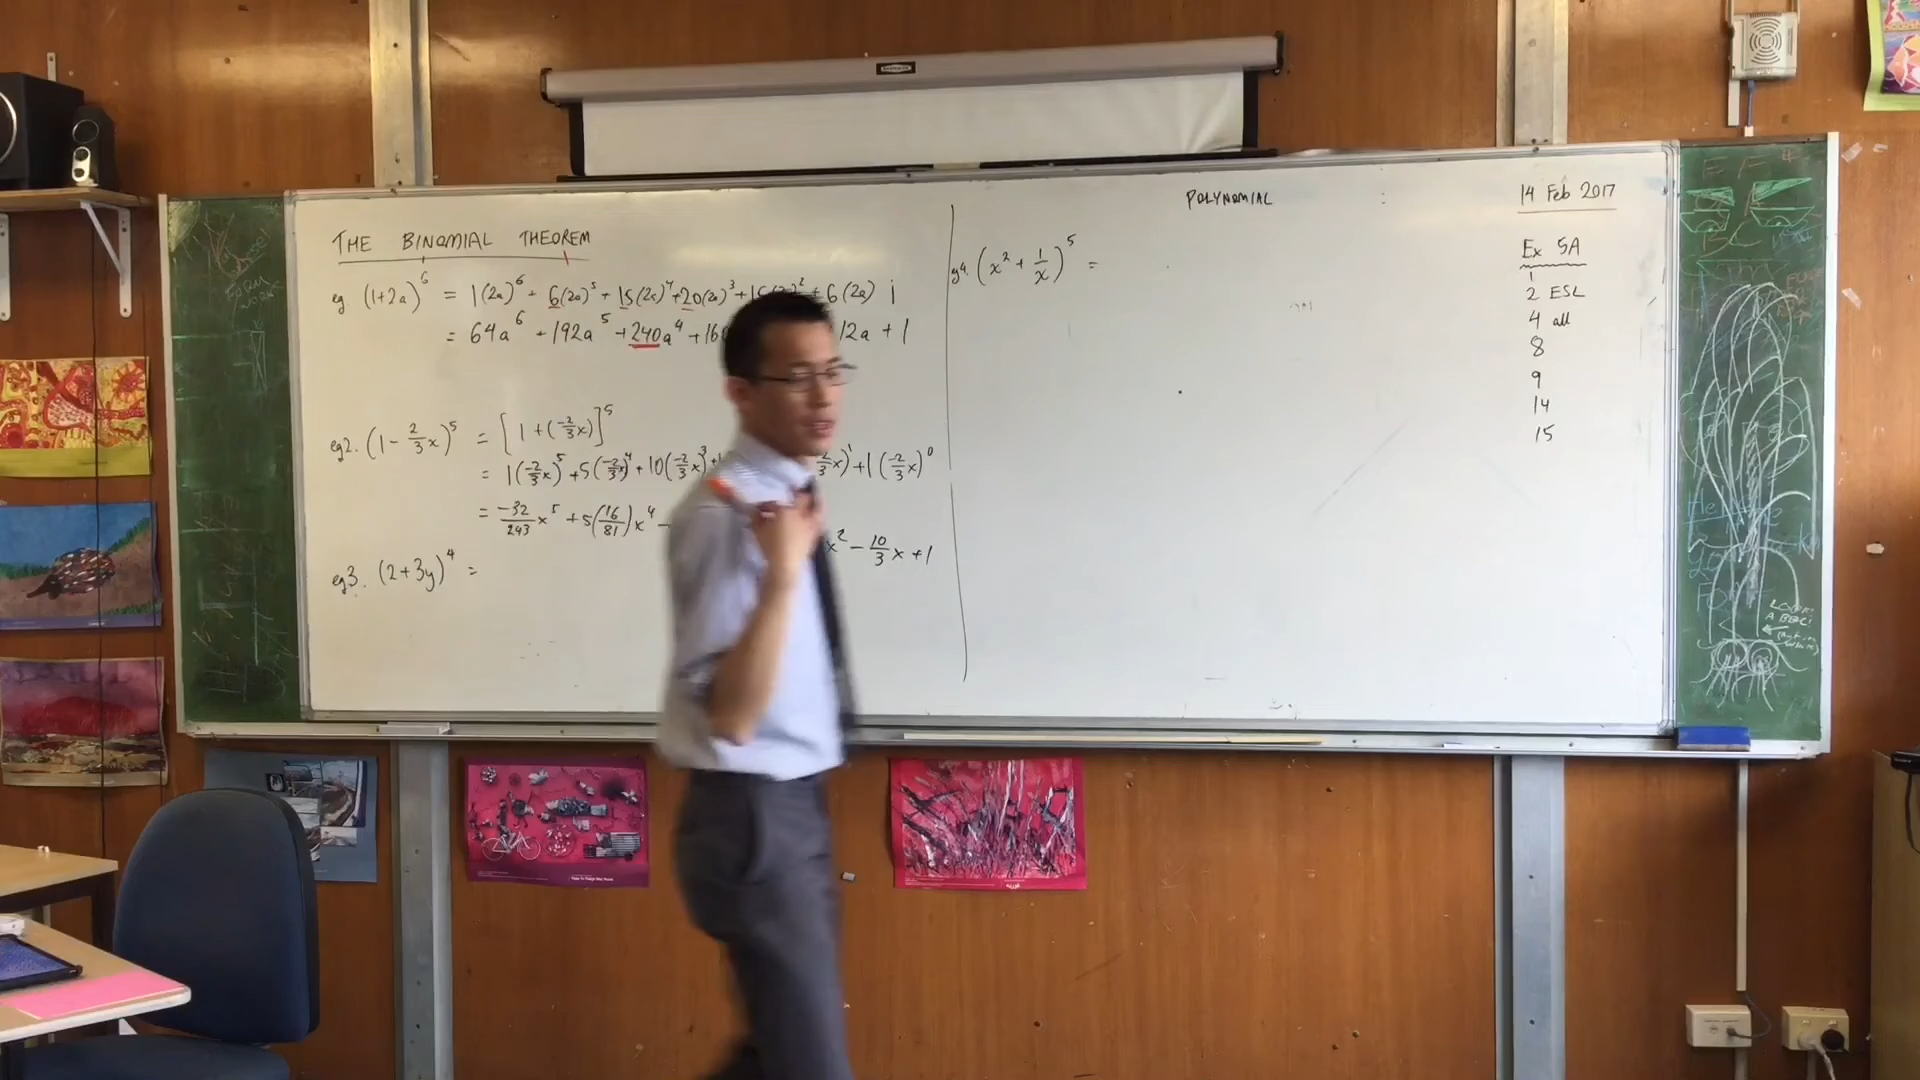 THE BINOMIAL THEOREM
eg (1+2a)^6 = 1(2a)^6 + 6(2a)^5 + 15(2a)^4 + 20(2a)^3 + 6(2a) 1
= 64a^6 + 192a^5 + 240a^4 + 12a + 1
eg2. (1 - 2/3 x)^5 = [1 + (-2/3 x)]^5
= 1(-2/3 x)^5 + 5(-2/3 x)^4 + 10(-2/3 x)^3 + 1(-2/3 x)^0
= -32/243 x^5 + 5(16/81)x^4 - x^2 - 10/3 x + 1
eg3. (2+3y)^4 =
POLYNOMIAL :
eg4. (x^2 + 1/x)^5 =
14 Feb 2017
Ex 5A
1
2 ESL
4 all
8
9
14
15